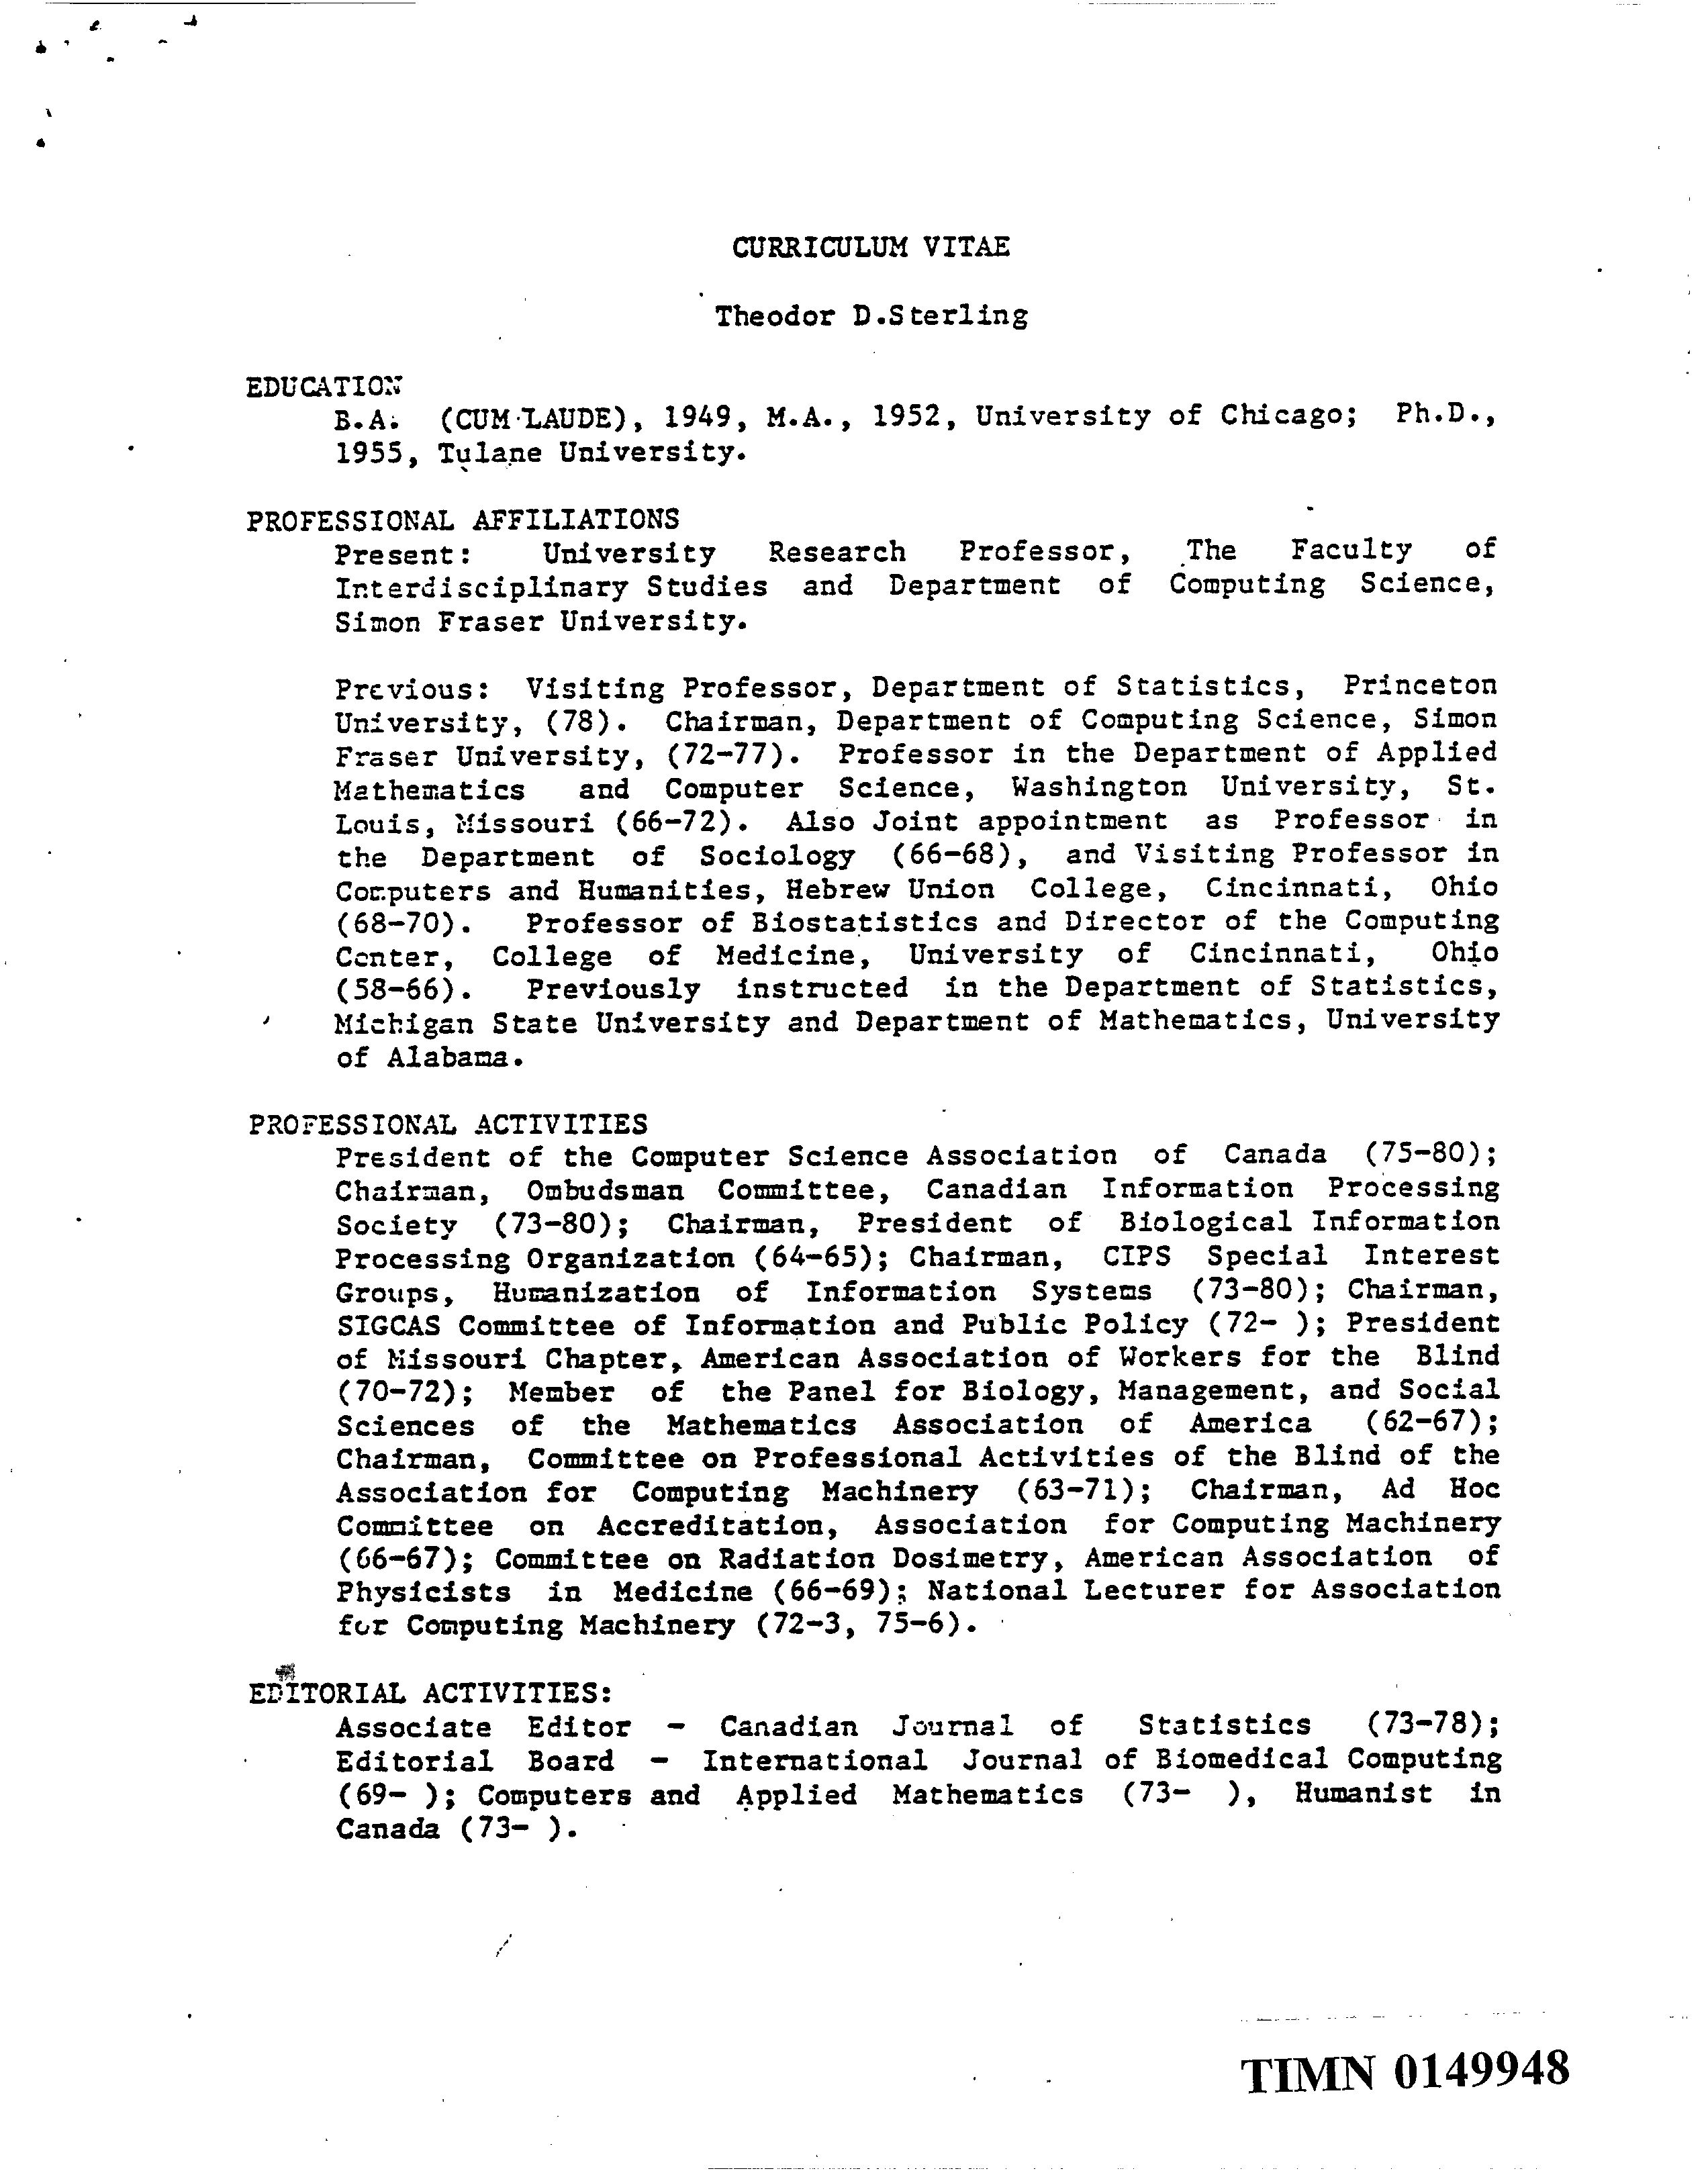 CURRICULUM VITAE
Theodor D.Sterling
EDUCATION
B.A. (CUM LAUDE), 1949, M.A., 1952, University of Chicago; Ph.D.,
1955, Tulane University.
PROFESSIONAL AFFILIATIONS
Present: University Research Professor, The Faculty of
Interdisciplinary Studies and Department of Computing Science,
Simon Fraser University.
Previous: Visiting Professor, Department of Statistics, Princeton
University, (78). Chairman, Department of Computing Science, Simon
Fraser University, (72-77). Professor in the Department of Applied
Mathematics and Computer Science, Washington University, St.
Louis, Missouri (66-72). Also Joint appointment as Professor in
the Department of Sociology (66-68), and Visiting Professor in
Computers and Humanities, Hebrew Union College, Cincinnati, Ohio
(68-70). Professor of Biostatistics and Director of the Computing
Center, College of Medicine, University of Cincinnati, Ohio
(58-66). Previously instructed in the Department of Statistics,
Michigan State University and Department of Mathematics, University
of Alabama.
PROFESSIONAL ACTIVITIES
President of the Computer Science Association of Canada (75-80);
Chairman, Ombudsman Committee, Canadian Information Processing
Society (73-80); Chairman, President of Biological Information
Processing Organization (64-65); Chairman, CIPS Special Interest
Groups, Humanization of Information Systems (73-80); Chairman,
SIGCAS Committee of Information and Public Policy (72- ); President
of Missouri Chapter, American Association of Workers for the Blind
(70-72); Member of the Panel for Biology, Management, and Social
Sciences of the Mathematics Association of America (62-67);
Chairman, Committee on Professional Activities of the Blind of the
Association for Computing Machinery (63-71); Chairman, Ad Hoc
Committee on Accreditation, Association for Computing Machinery
(66-67); Committee on Radiation Dosimetry, American Association of
Physicists in Medicine (66-69); National Lecturer for Association
for Computing Machinery (72-3, 75-6).
EDITORIAL ACTIVITIES:
Associate Editor - Canadian Journal of Statistics (73-78);
Editorial Board - International Journal of Biomedical Computing
(69- ); Computers and Applied Mathematics (73- ), Humanist in
Canada (73- ).
TIMN 0149948